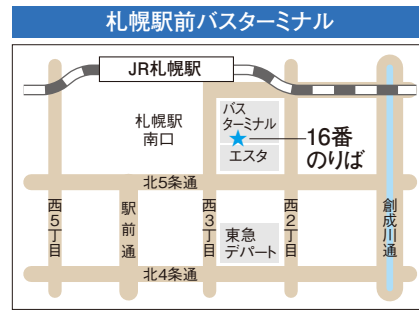 札幌駅前バスターミナル
JR札幌駅
札幌駅
南口
バス
ターミナル
16番
のりば
エスタ
北5条通
西5丁目
駅前通
西3丁目
西2丁目
創成川通
東急
デパート
北4条通